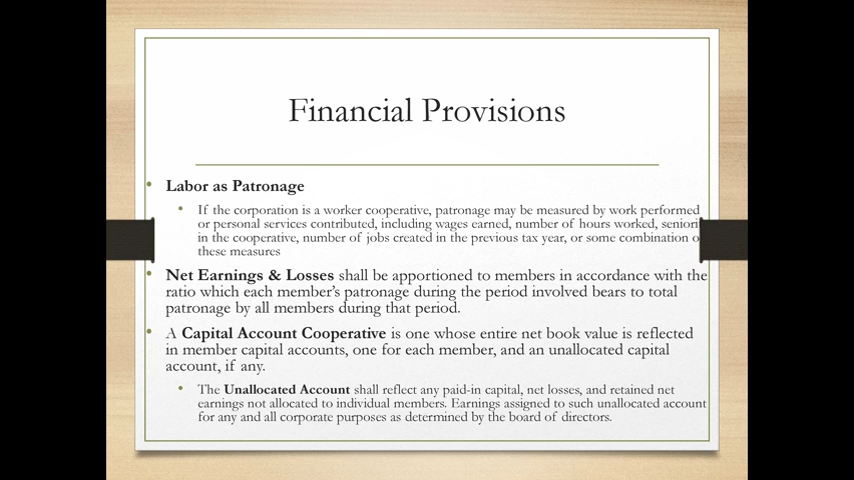 Financial Provisions
• Labor as Patronage
• If the corporation is a worker cooperative, patronage may be measured by work performed
or personal services contributed, including wages earned, number of hours worked, seniori
in the cooperative, number of jobs created in the previous tax year, or some combination o
these measures
• Net Earnings & Losses shall be apportioned to members in accordance with the
ratio which each member's patronage during the period involved bears to total
patronage by all members during that period.
• A Capital Account Cooperative is one whose entire net book value is reflected
in member capital accounts, one for each member, and an unallocated capital
account, if any.
• The Unallocated Account shall reflect any paid-in capital, net losses, and retained net
earnings not allocated to individual members. Earnings assigned to such unallocated account
for any and all corporate purposes as determined by the board of directors.